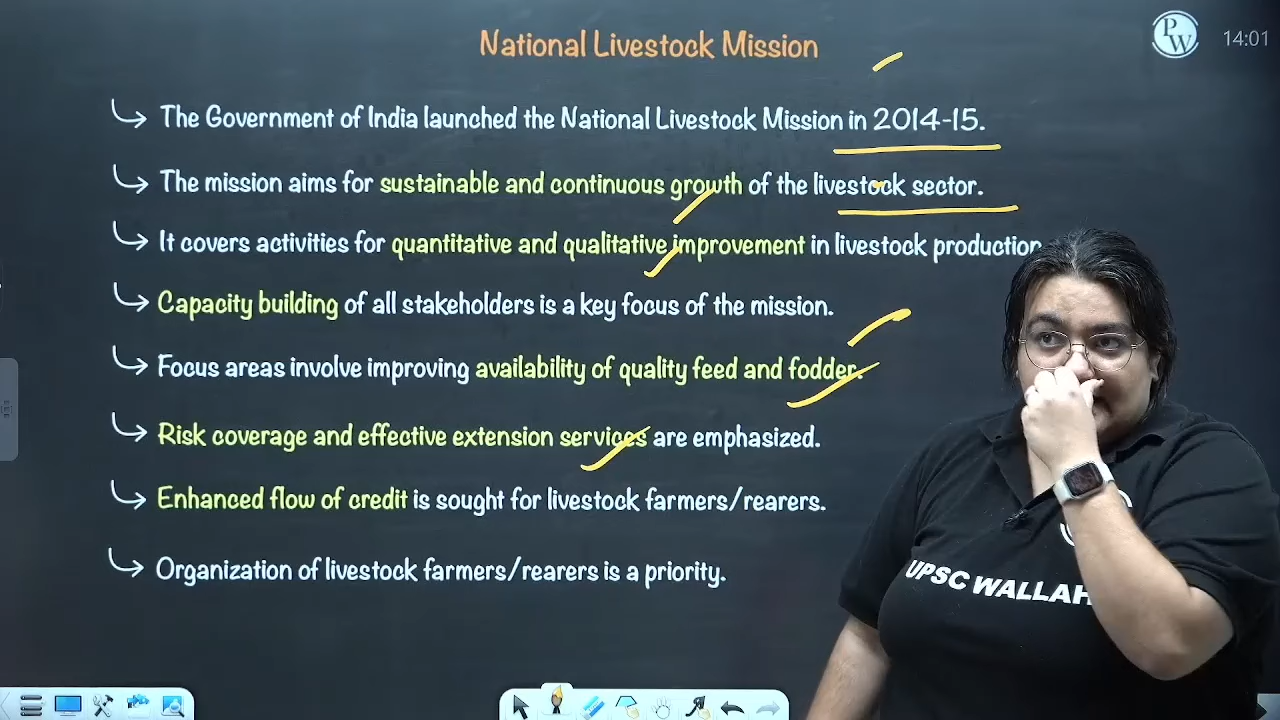 National Livestock Mission
PW
14:01
The Government of India launched the National Livestock Mission in 2014-15.
The mission aims for sustainable and continuous growth of the livestock sector.
It covers activities for quantitative and qualitative improvement in livestock production
Capacity building of all stakeholders is a key focus of the mission.
Focus areas involve improving availability of quality feed and fodder.
Risk coverage and effective extension services are emphasized.
Enhanced flow of credit is sought for livestock farmers/rearers.
Organization of livestock farmers/rearers is a priority.
UPSC WALLAH